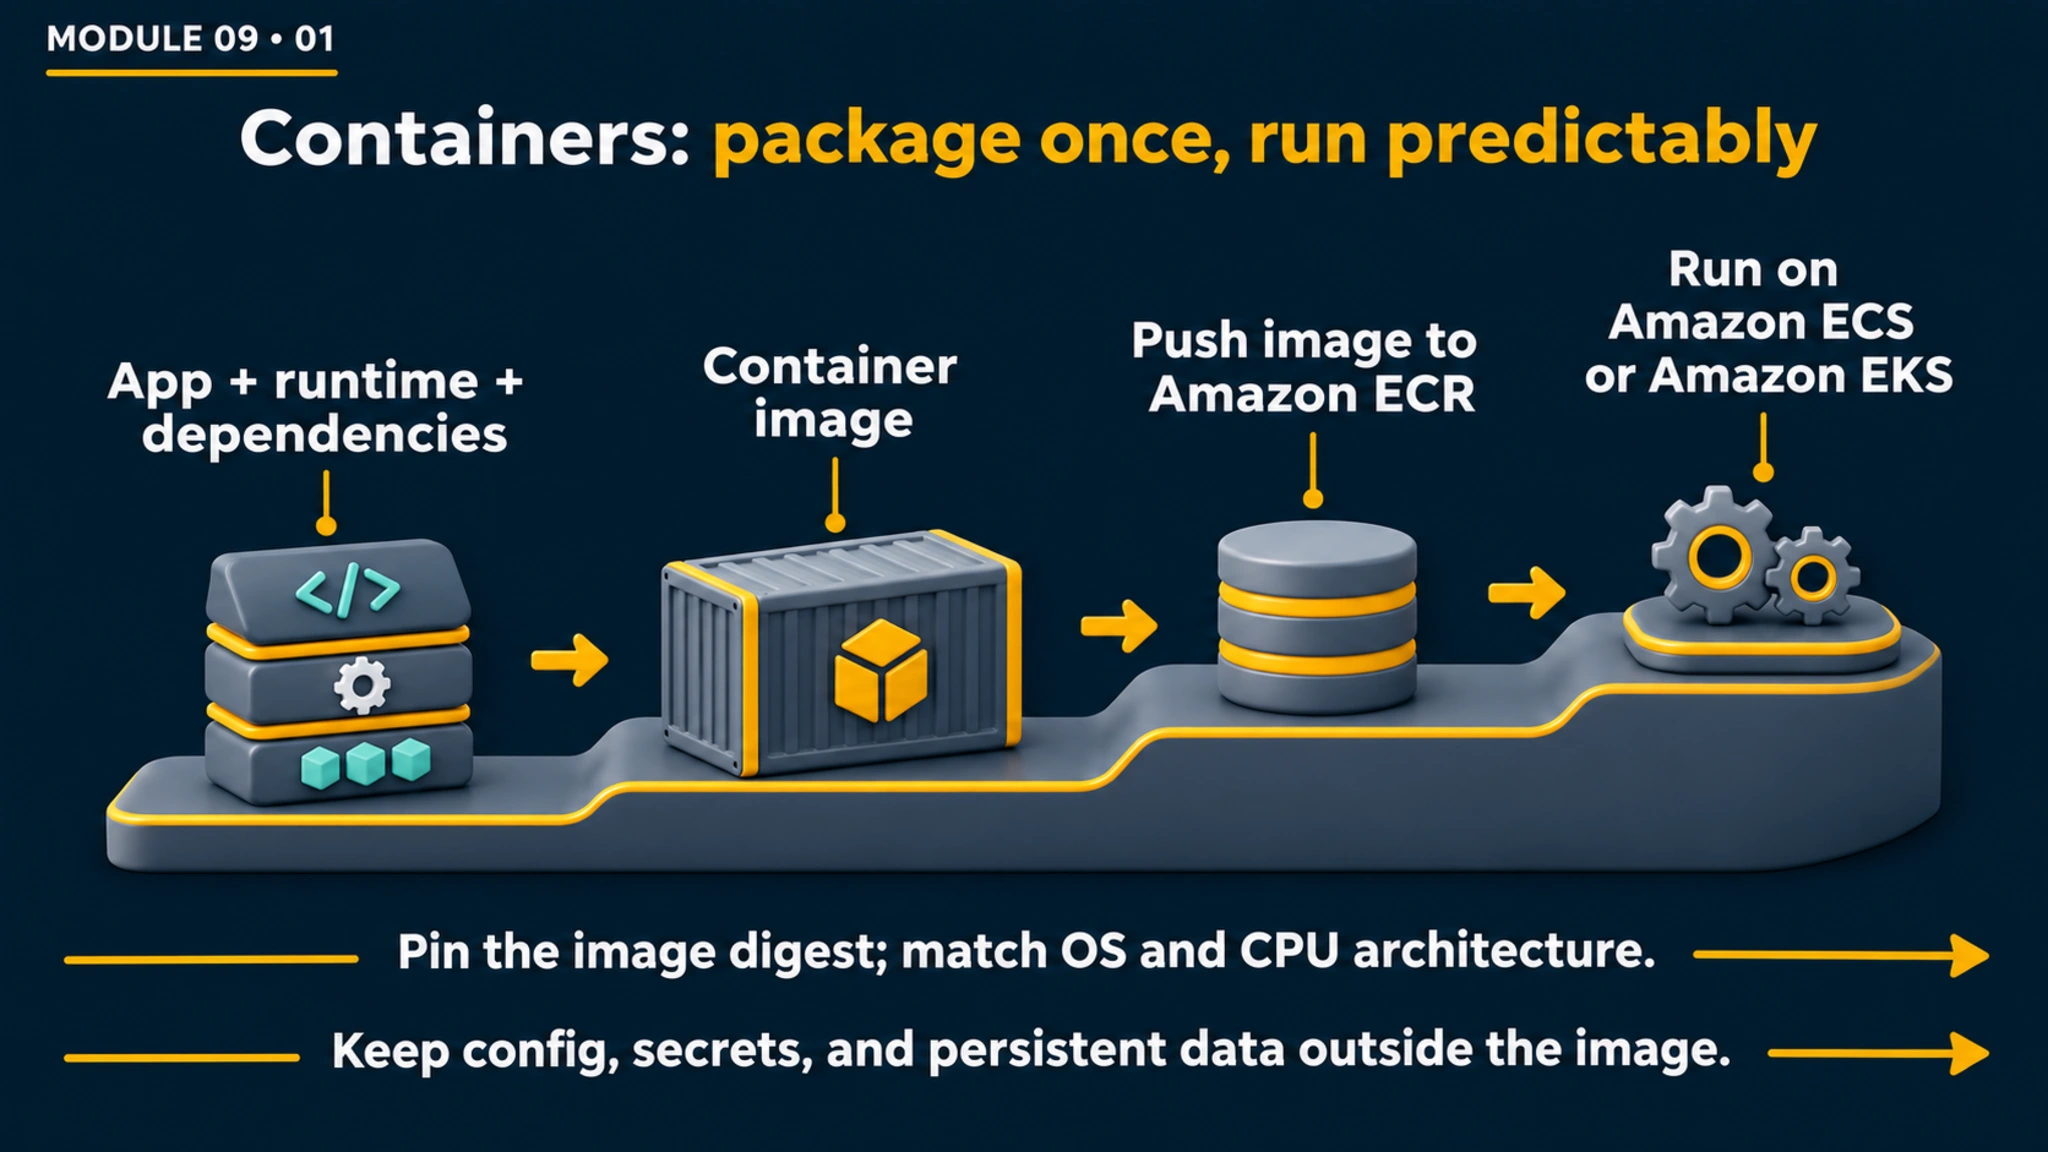 MODULE 09 • 01
Containers: package once, run predictably
App + runtime +
dependencies
Container
image
Push image to
Amazon ECR
Run on
Amazon ECS
or Amazon EKS
</>
Pin the image digest; match OS and CPU architecture.
Keep config, secrets, and persistent data outside the image.